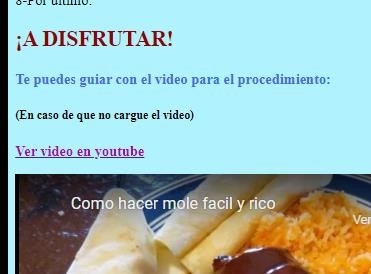 8-Por ultimo:
¡A DISFRUTAR!
Te puedes guiar con el video para el procedimiento:
(En caso de que no cargue el video)
Ver video en youtube
Como hacer mole facil y rico